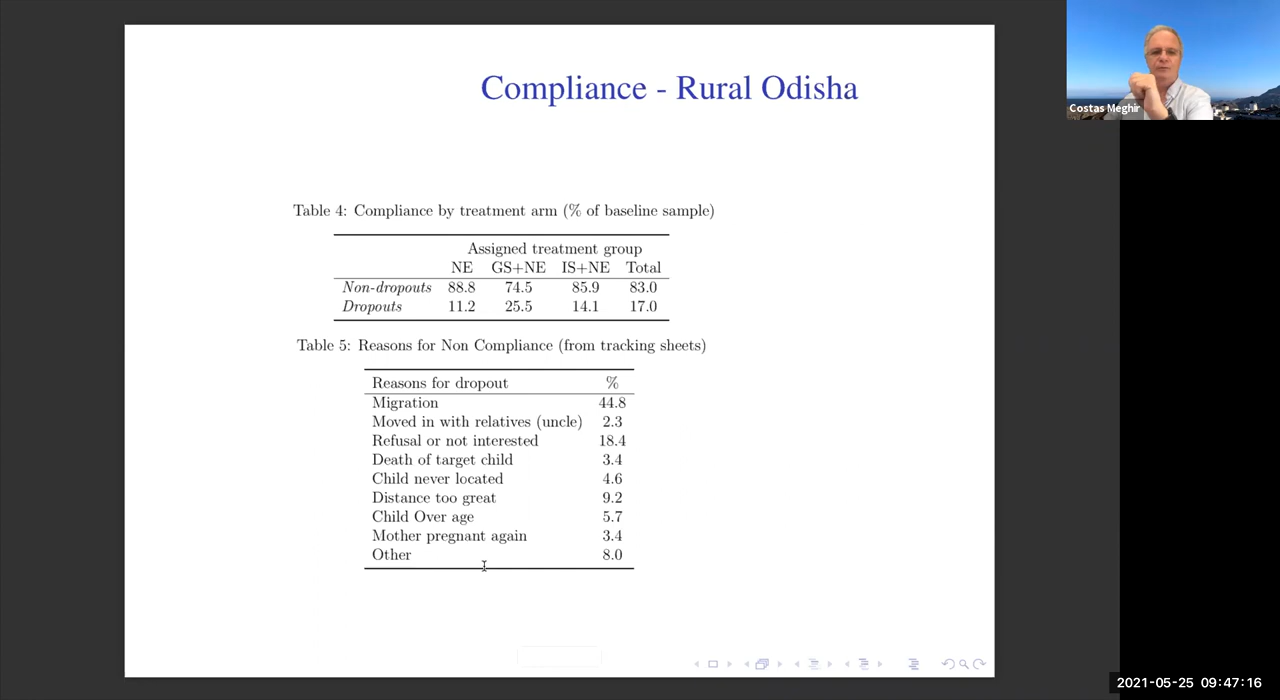 Compliance - Rural Odisha
Costas Meghir
Table 4: Compliance by treatment arm (% of baseline sample)
Assigned treatment group
NE GS+NE IS+NE Total
Non-dropouts 88.8 74.5 85.9 83.0
Dropouts 11.2 25.5 14.1 17.0
Table 5: Reasons for Non Compliance (from tracking sheets)
Reasons for dropout %
Migration 44.8
Moved in with relatives (uncle) 2.3
Refusal or not interested 18.4
Death of target child 3.4
Child never located 4.6
Distance too great 9.2
Child Over age 5.7
Mother pregnant again 3.4
Other 8.0
2021-05-25 09:47:16